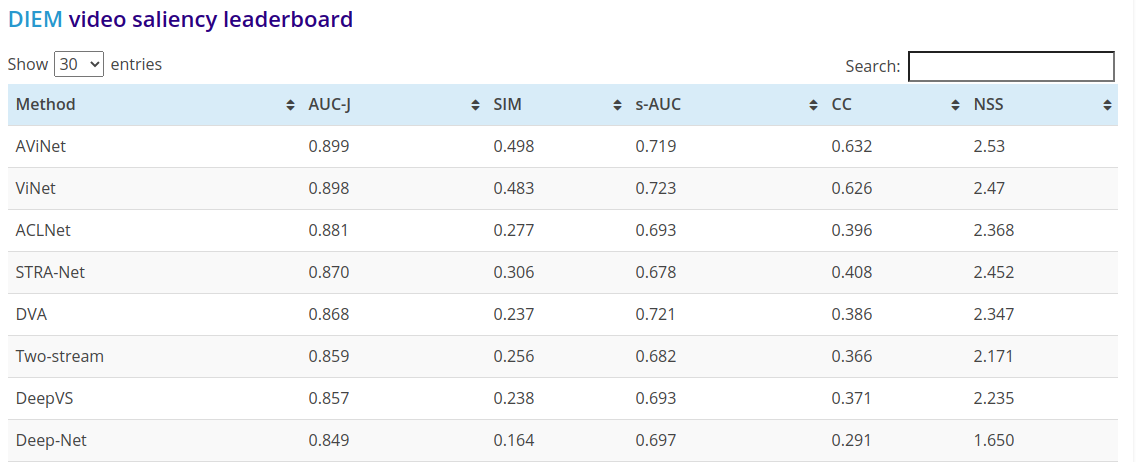 DIEM video saliency leaderboard
Show 30 entries Search:
Method AUC-J SIM s-AUC CC NSS
AViNet 0.899 0.498 0.719 0.632 2.53
ViNet 0.898 0.483 0.723 0.626 2.47
ACLNet 0.881 0.277 0.693 0.396 2.368
STRA-Net 0.870 0.306 0.678 0.408 2.452
DVA 0.868 0.237 0.721 0.386 2.347
Two-stream 0.859 0.256 0.682 0.366 2.171
DeepVS 0.857 0.238 0.693 0.371 2.235
Deep-Net 0.849 0.164 0.697 0.291 1.650